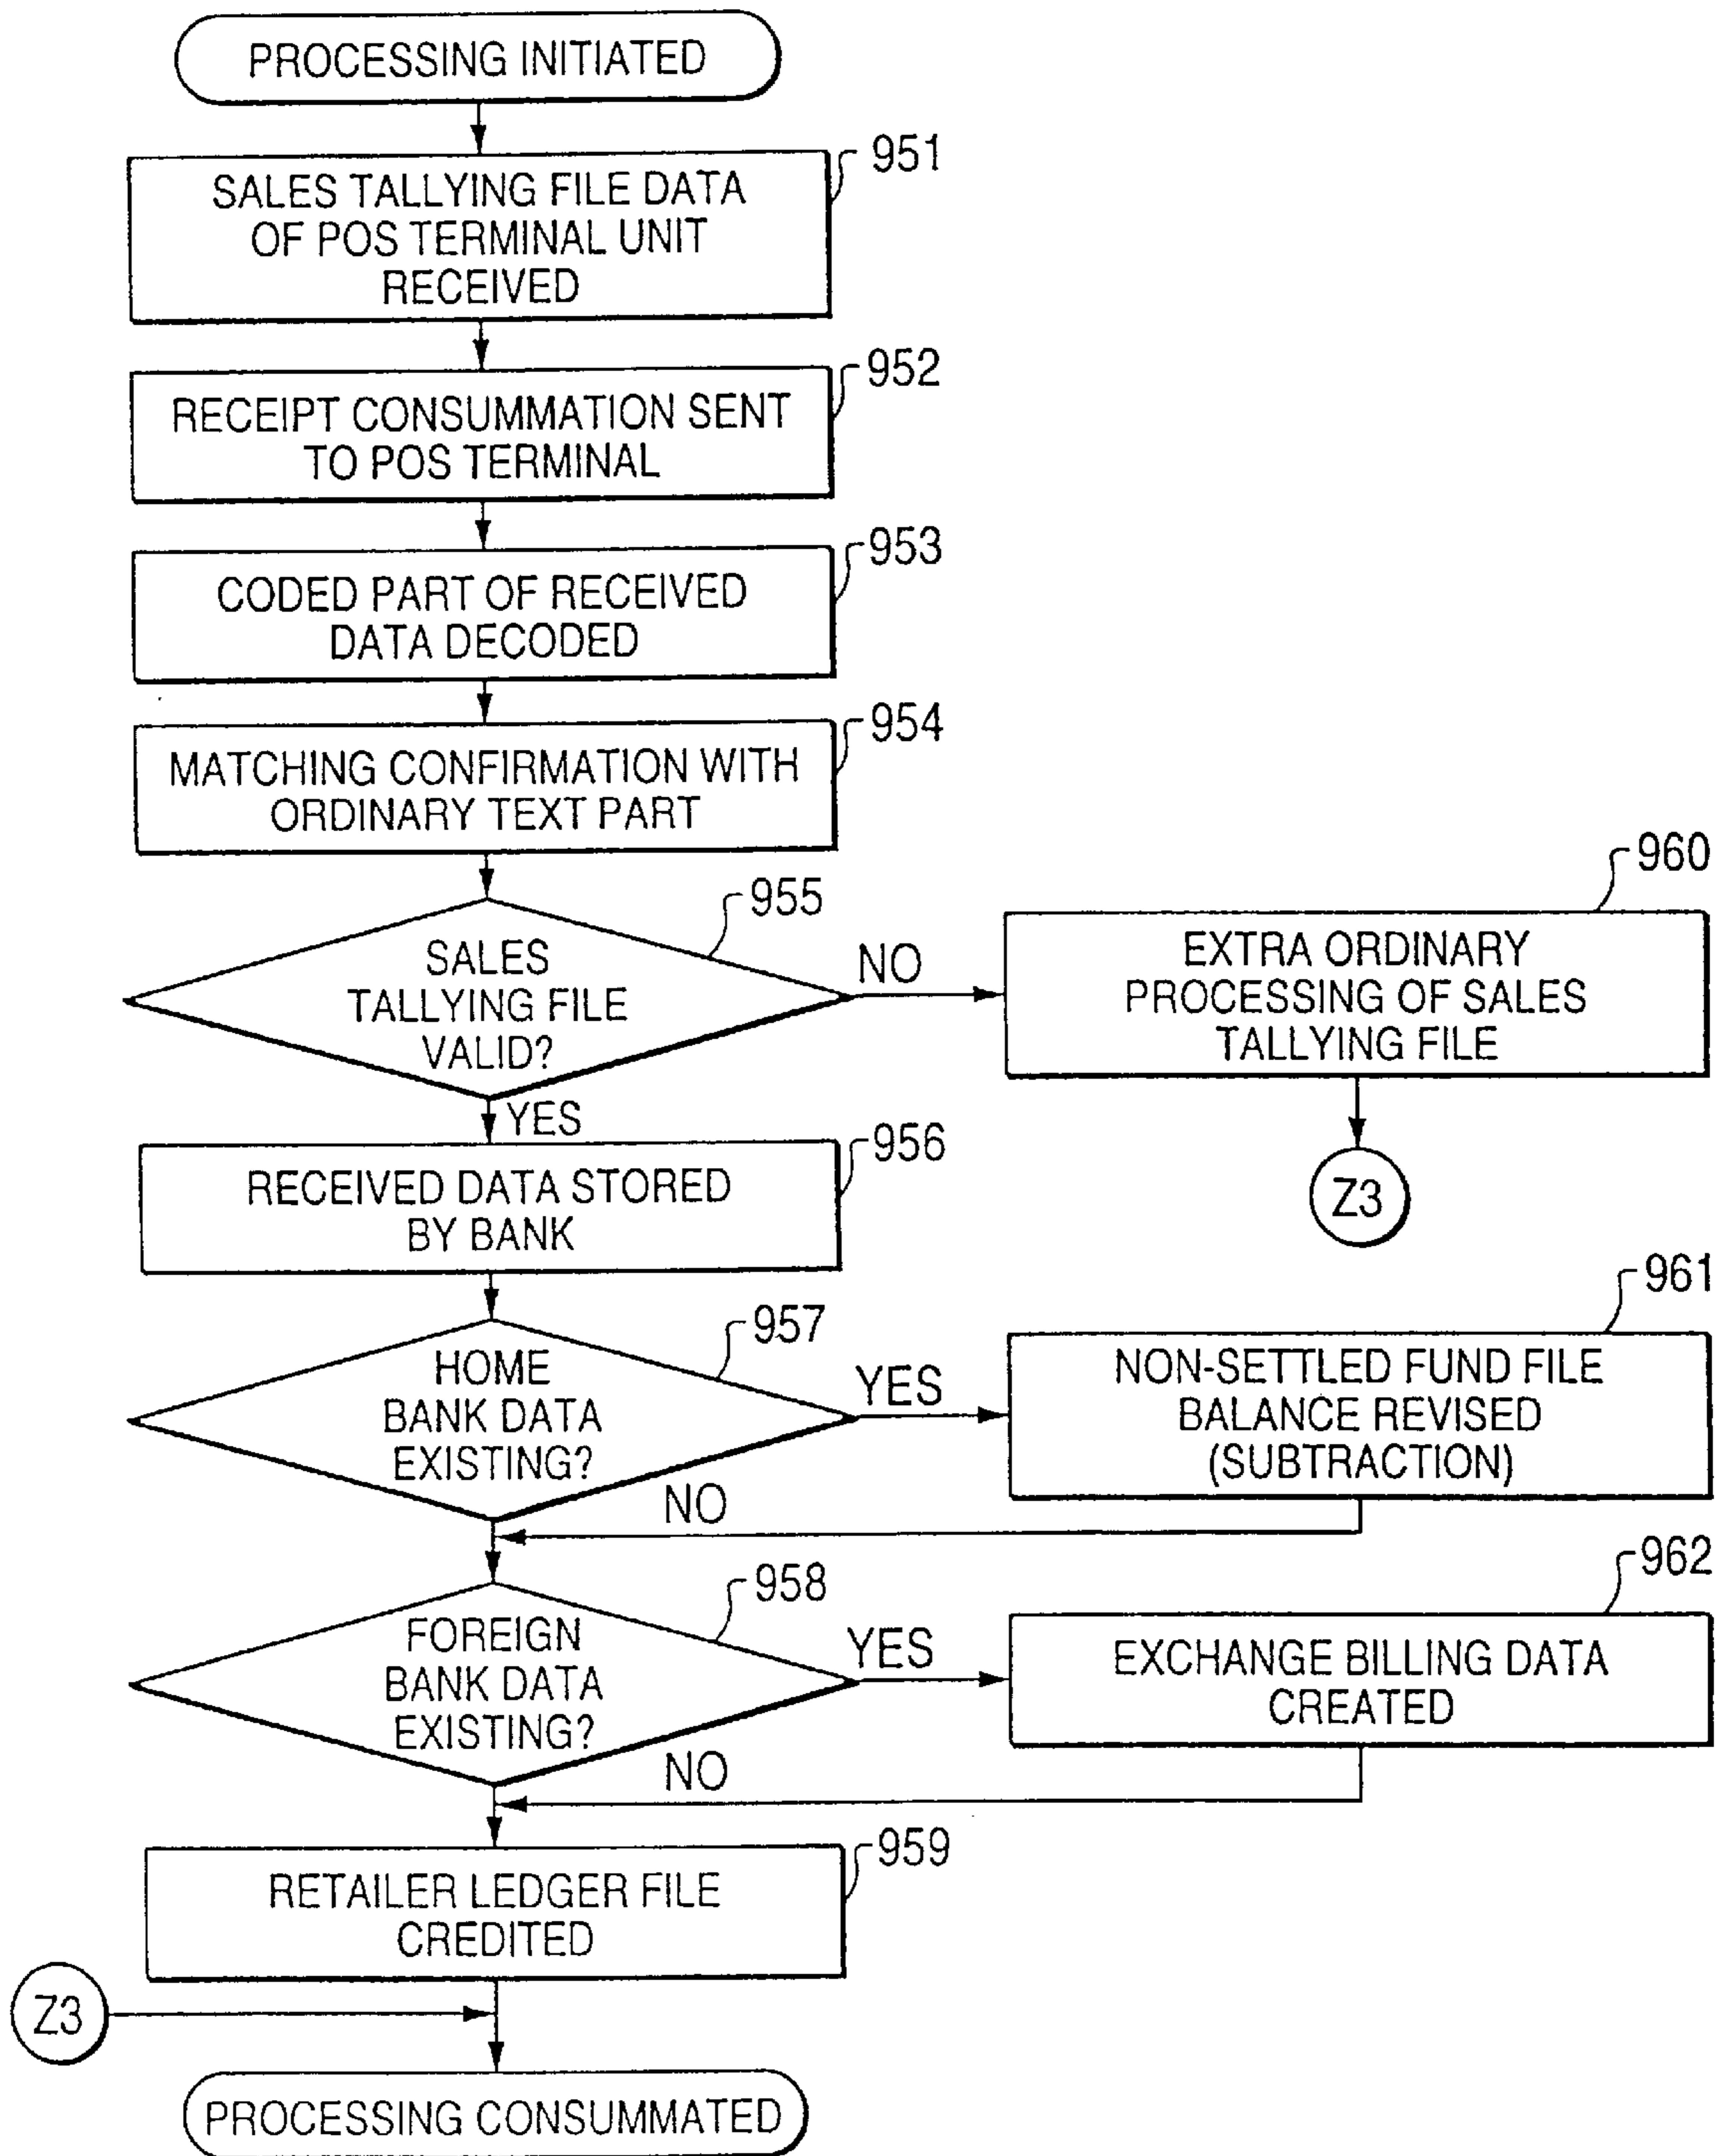 PROCESSING INITIATED
951
SALES TALLYING FILE DATA
OF POS TERMINAL UNIT
RECEIVED
952
RECEIPT CONSUMMATION SENT
TO POS TERMINAL
953
CODED PART OF RECEIVED
DATA DECODED
954
MATCHING CONFIRMATION WITH
ORDINARY TEXT PART
955
SALES
TALLYING FILE
VALID?
NO
960
EXTRA ORDINARY
PROCESSING OF SALES
TALLYING FILE
Z3
YES
956
RECEIVED DATA STORED
BY BANK
957
HOME
BANK DATA
EXISTING?
YES
961
NON-SETTLED FUND FILE
BALANCE REVISED
(SUBTRACTION)
NO
958
FOREIGN
BANK DATA
EXISTING?
YES
962
EXCHANGE BILLING DATA
CREATED
NO
959
RETAILER LEDGER FILE
CREDITED
Z3
PROCESSING CONSUMMATED